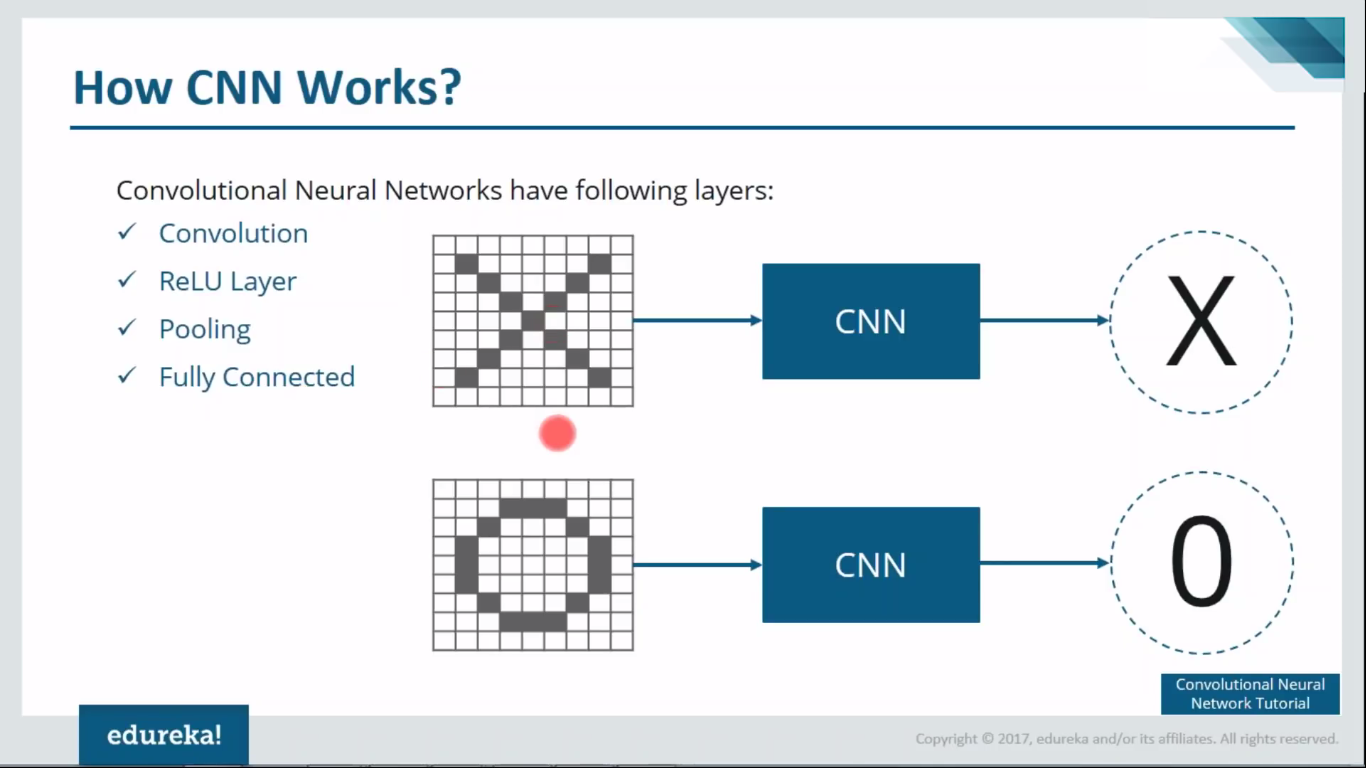 How CNN Works?
Convolutional Neural Networks have following layers:
✓ Convolution
✓ ReLU Layer
✓ Pooling
✓ Fully Connected
CNN
X
CNN
0
Convolutional Neural
Network Tutorial
edureka!
Copyright © 2017, edureka and/or its affiliates. All rights reserved.